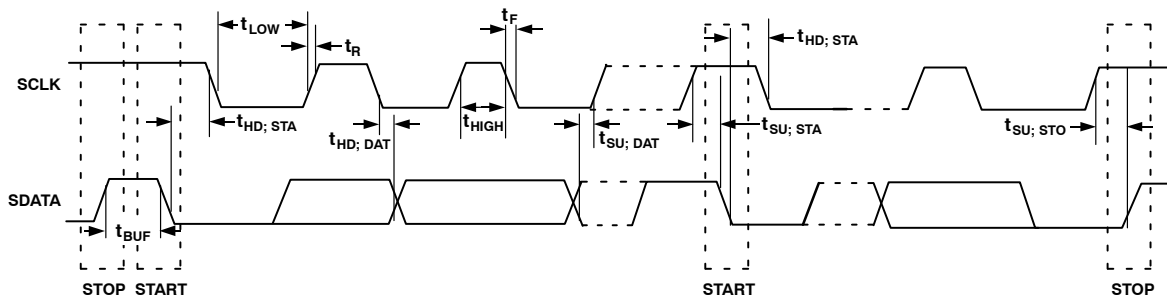 tLOW
tF
tR
tHD; STA
SCLK
tHD; STA
tHD; DAT
tHIGH
tSU; DAT
tSU; STA
tSU; STO
SDATA
tBUF
STOP START START STOP